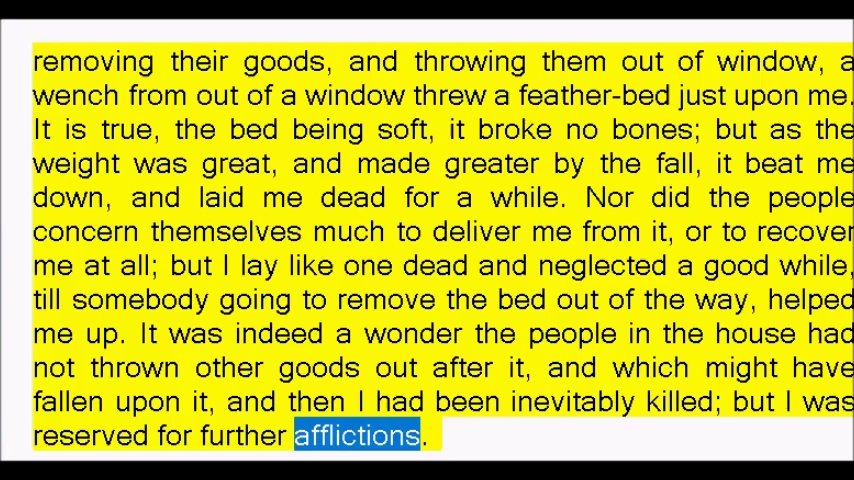 removing their goods, and throwing them out of window, a
wench from out of a window threw a feather-bed just upon me.
It is true, the bed being soft, it broke no bones; but as the
weight was great, and made greater by the fall, it beat me
down, and laid me dead for a while. Nor did the people
concern themselves much to deliver me from it, or to recover
me at all; but I lay like one dead and neglected a good while,
till somebody going to remove the bed out of the way, helped
me up. It was indeed a wonder the people in the house had
not thrown other goods out after it, and which might have
fallen upon it, and then I had been inevitably killed; but I was
reserved for further afflictions.